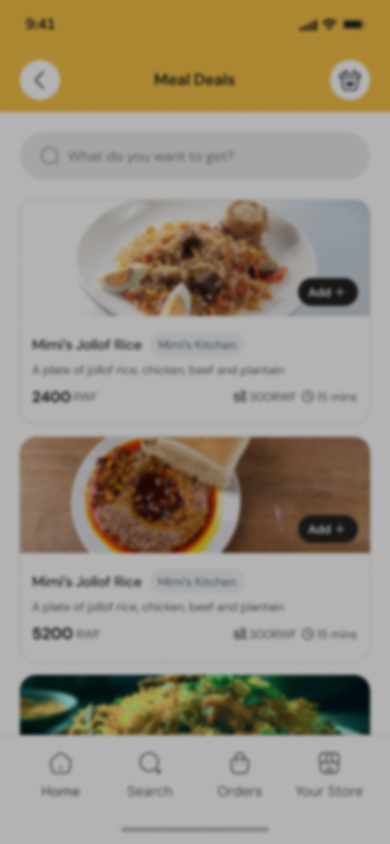 9:41
Meal Deals
What do you want to get?
Add +
Mimi's Jollof Rice Mimi's Kitchen
A plate of jollof rice, chicken, beef and plantain
2400 RWF 300RWF 15 mins
Add +
Mimi's Jollof Rice Mimi's Kitchen
A plate of jollof rice, chicken, beef and plantain
5200 RWF 300RWF 15 mins
Home Search Orders Your Store